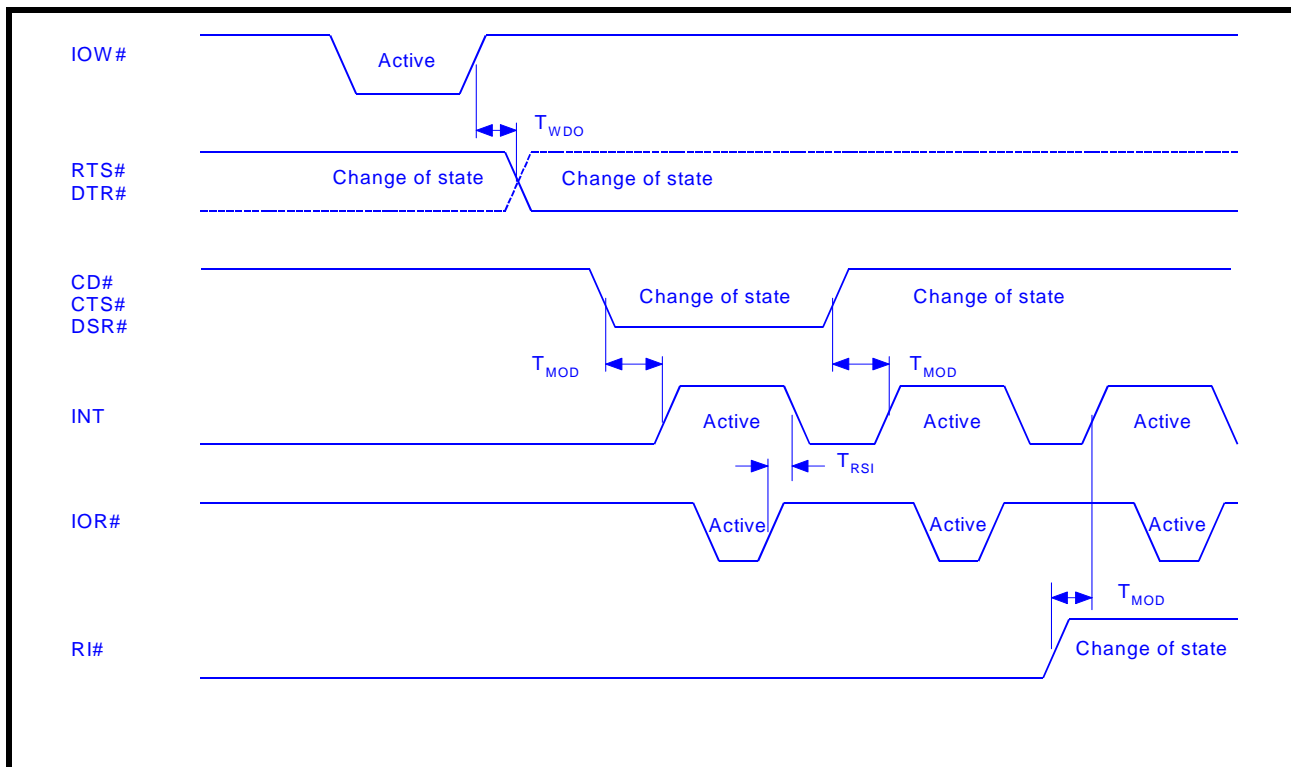 IOW#
Active
TWDO
RTS#
DTR#
Change of state Change of state
CD#
CTS#
DSR#
Change of state Change of state
TMOD TMOD
INT
Active Active Active
TRSI
IOR#
Active Active Active
TMOD
RI#
Change of state